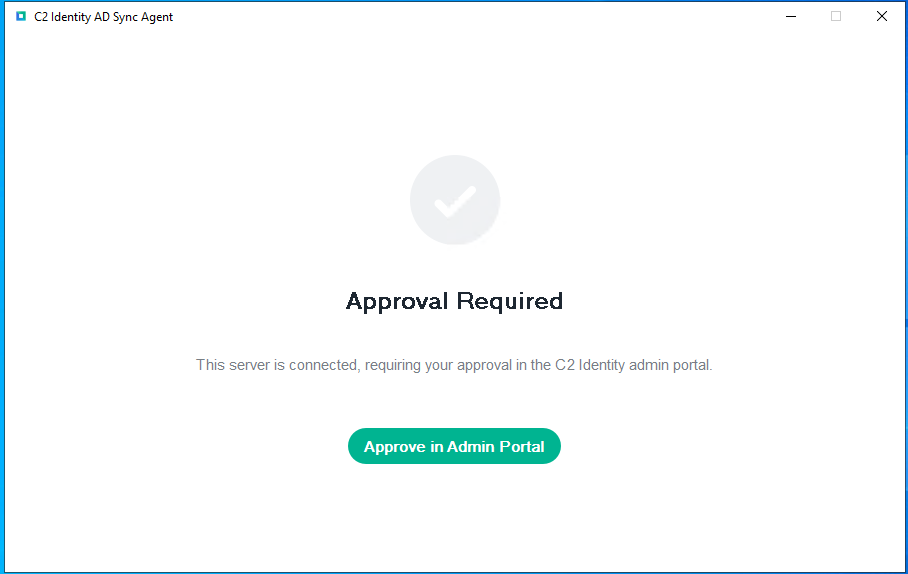 C2 Identity AD Sync Agent
Approval Required
This server is connected, requiring your approval in the C2 Identity admin portal.
Approve in Admin Portal